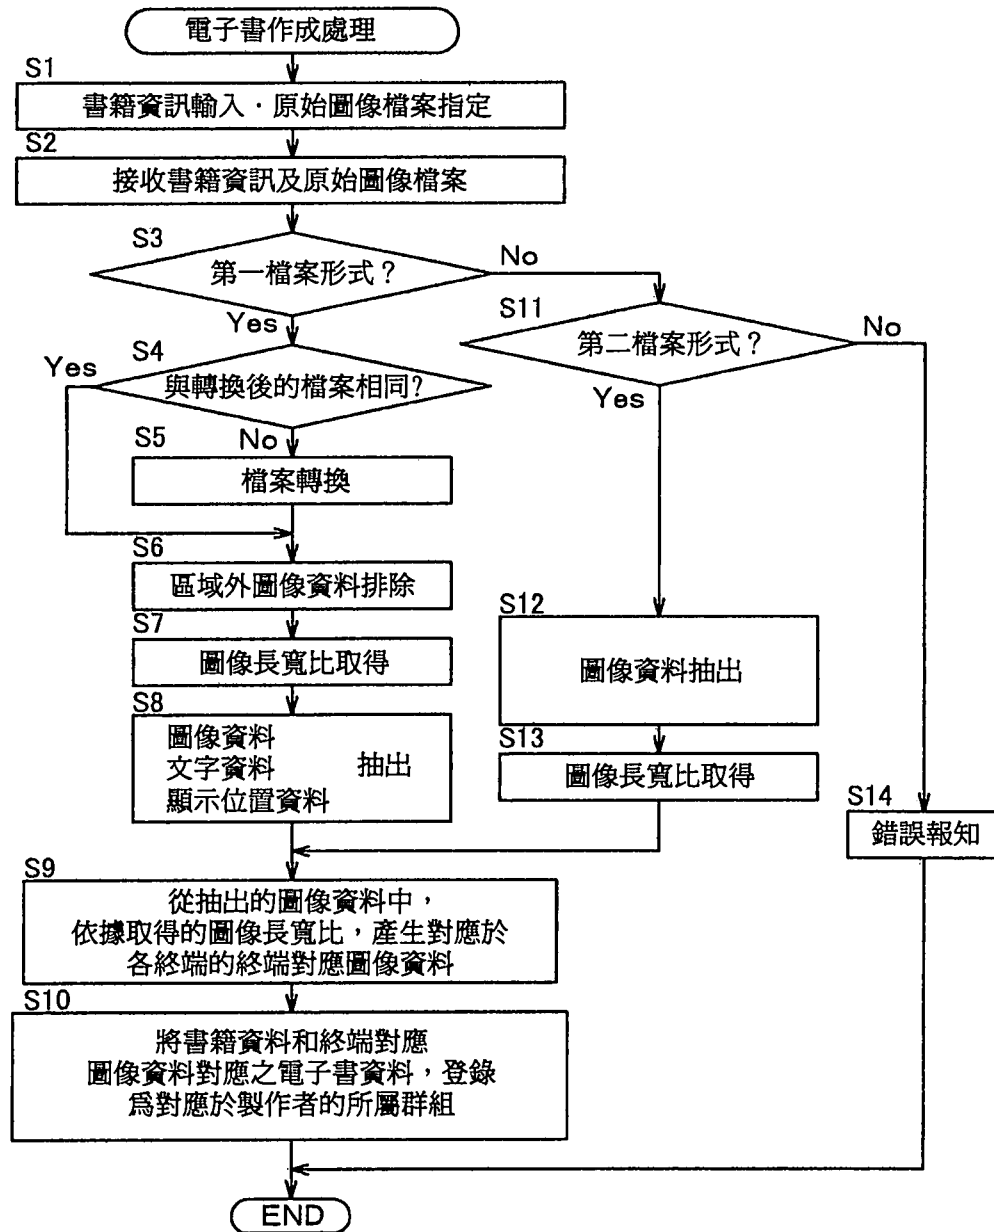 電子書作成處理
S1
書籍資訊輸入・原始圖像檔案指定
S2
接收書籍資訊及原始圖像檔案
S3
第一檔案形式?
No
Yes
S11
第二檔案形式?
No
Yes
S4
與轉換後的檔案相同?
Yes
No
S5
檔案轉換
S6
區域外圖像資料排除
S7
圖像長寬比取得
S8
圖像資料
文字資料 抽出
顯示位置資料
S12
圖像資料抽出
S13
圖像長寬比取得
S14
錯誤報知
S9
從抽出的圖像資料中,
依據取得的圖像長寬比,產生對應於
各終端的終端對應圖像資料
S10
將書籍資料和終端對應
圖像資料對應之電子書資料,登錄
爲對應於製作者的所屬群組
END